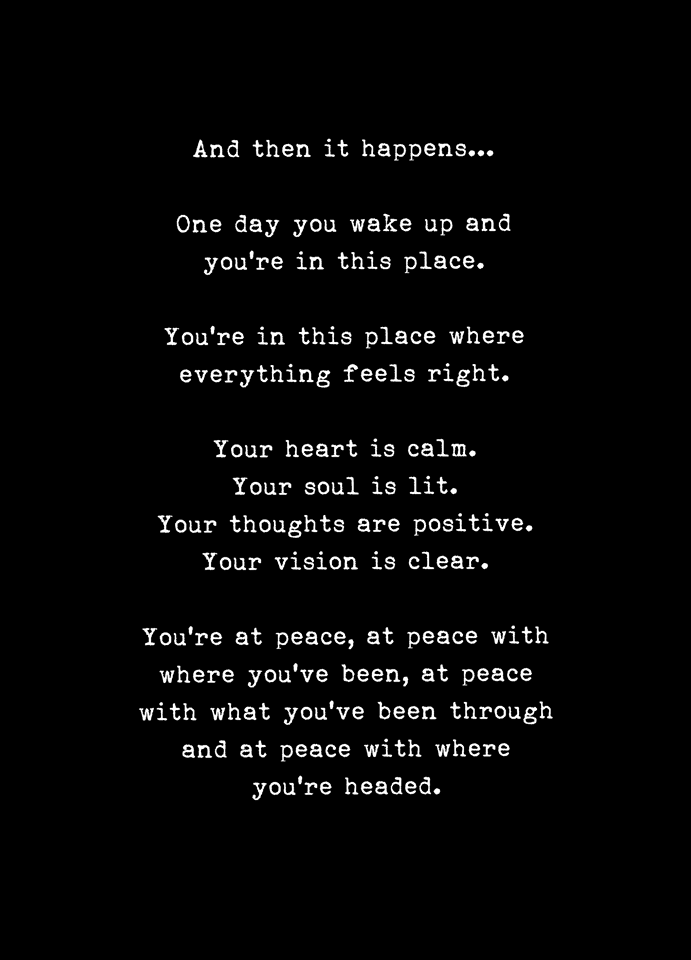 And then it happens...
One day you wake up and
you're in this place.
You're in this place where
everything feels right.
Your heart is calm.
Your soul is lit.
Your thoughts are positive.
Your vision is clear.
You're at peace, at peace with
where you've been, at peace
with what you've been through
and at peace with where
you're headed.